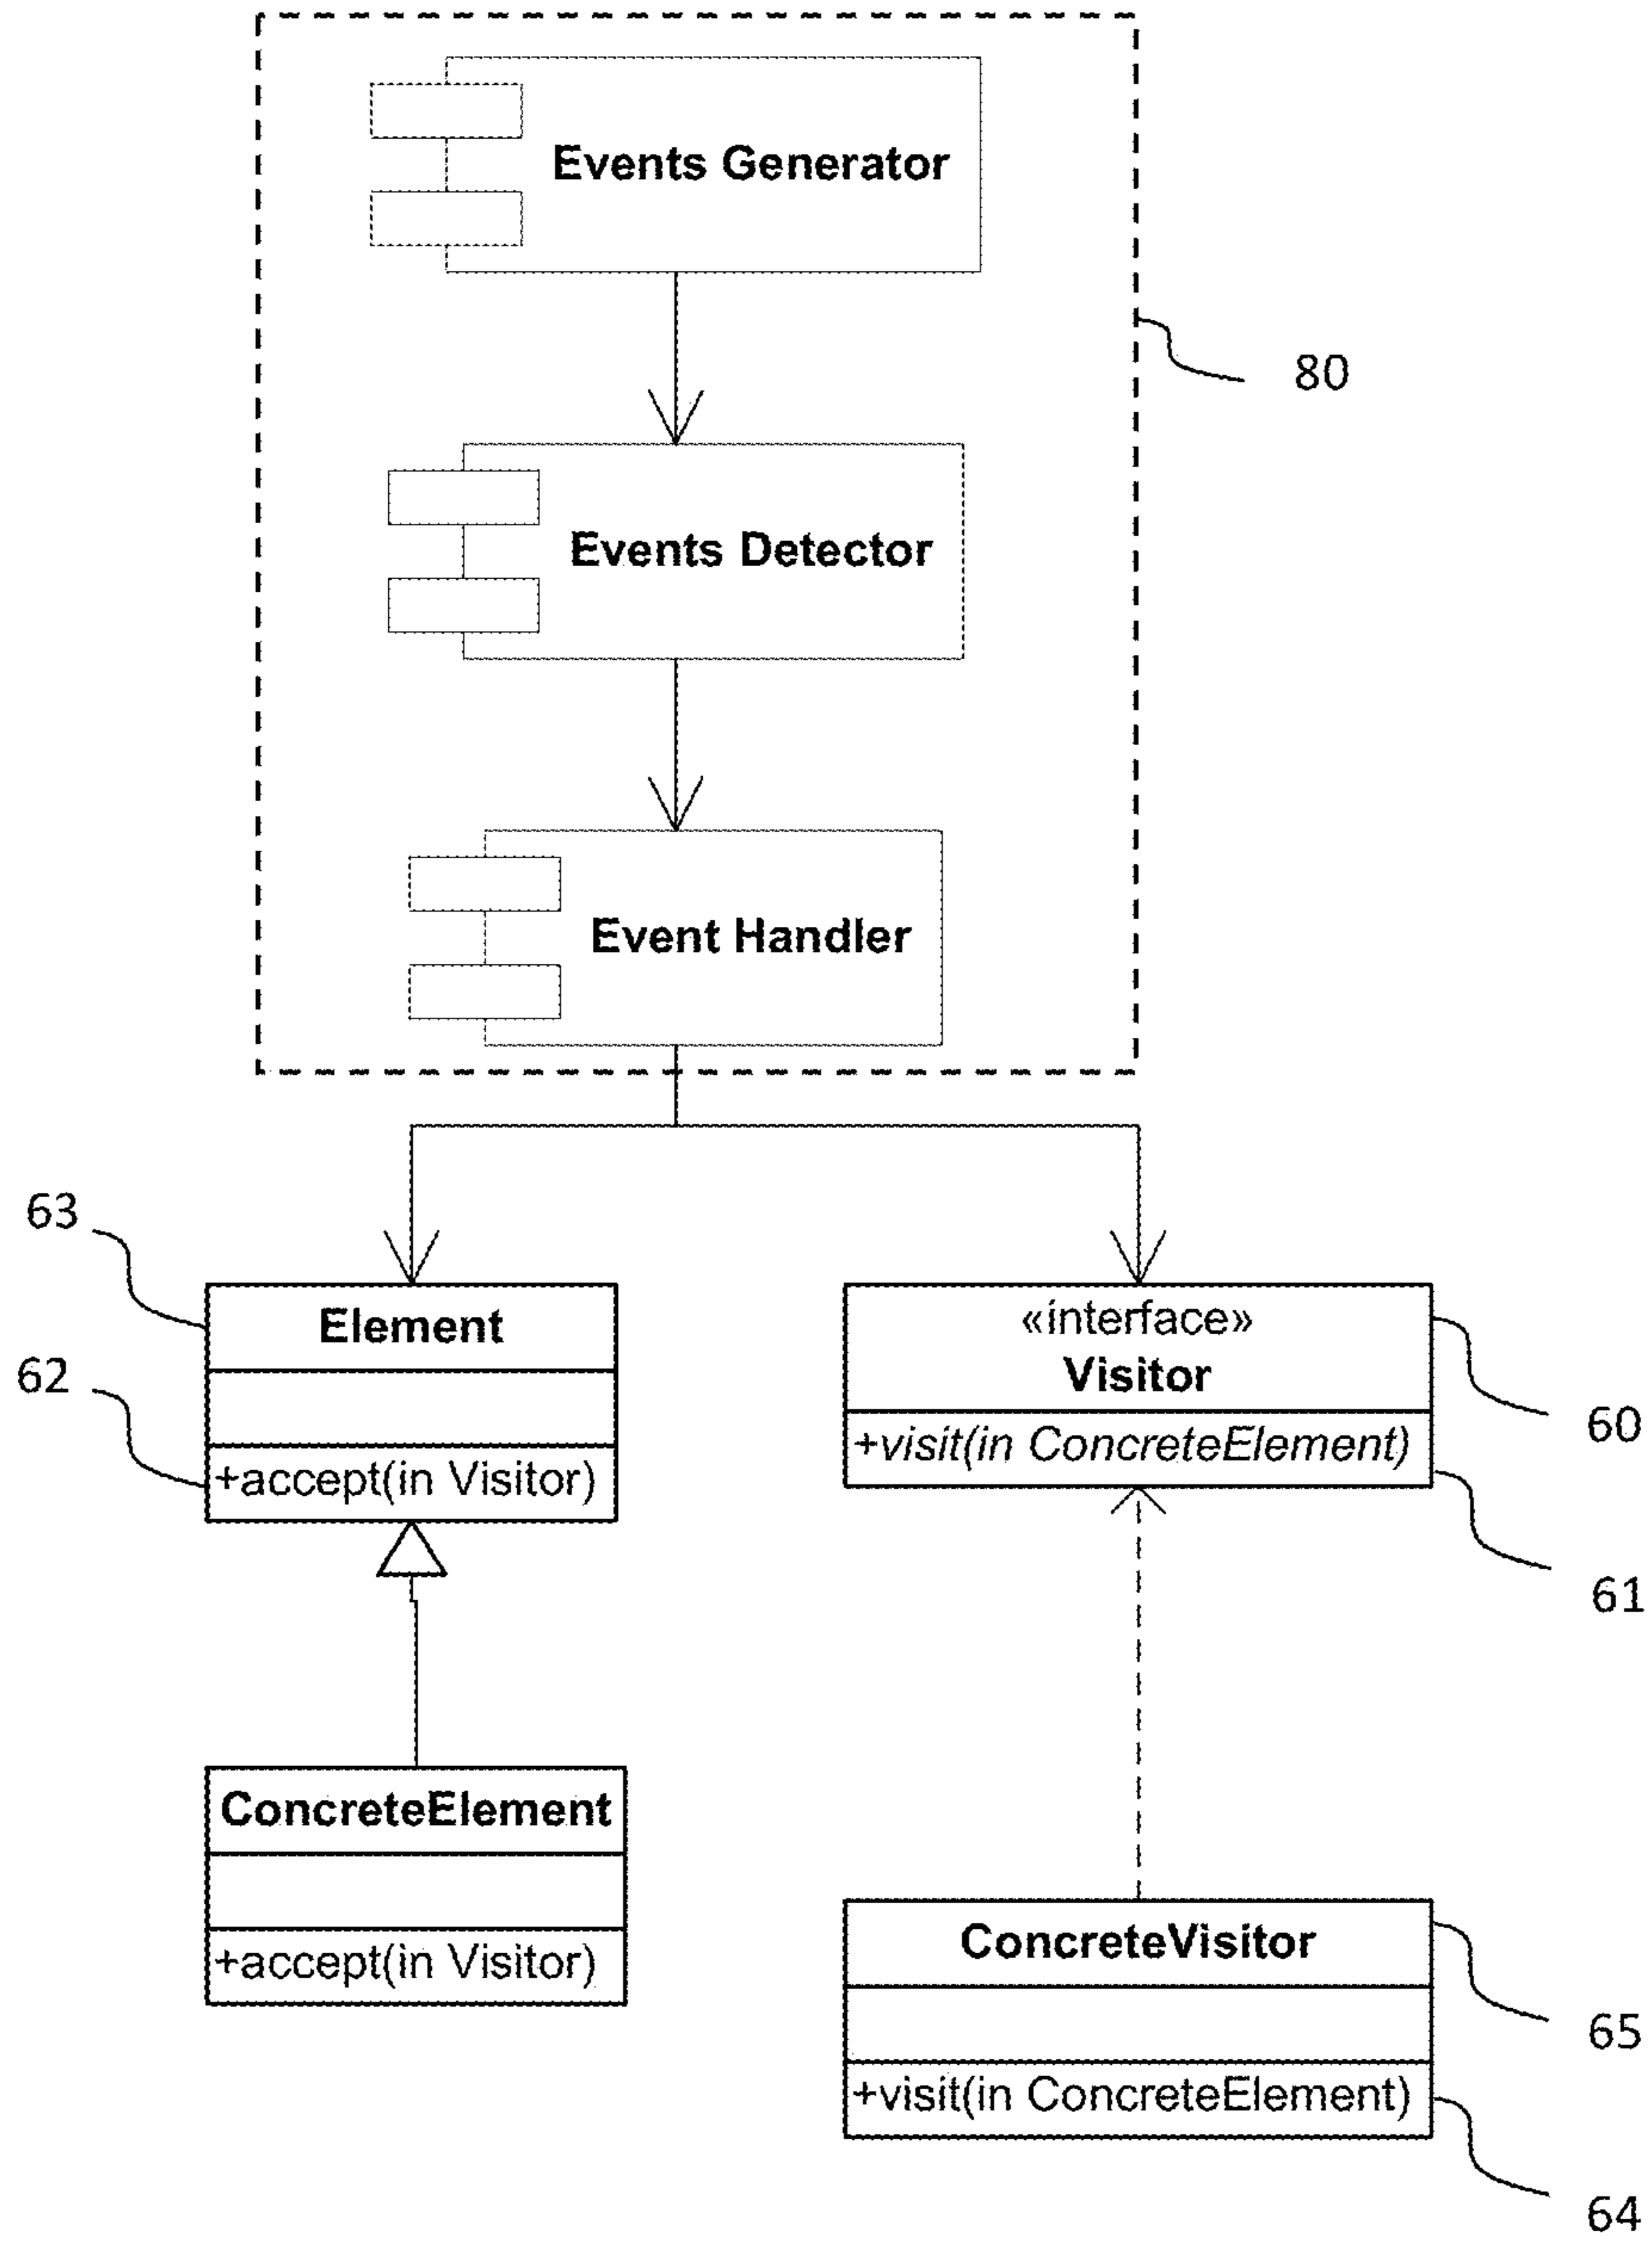 Events Generator
80
Events Detector
Event Handler
63
Element
62
+accept(in Visitor)
«interface»
Visitor
60
+visit(in ConcreteElement)
61
ConcreteElement
+accept(in Visitor)
ConcreteVisitor
65
+visit(in ConcreteElement)
64